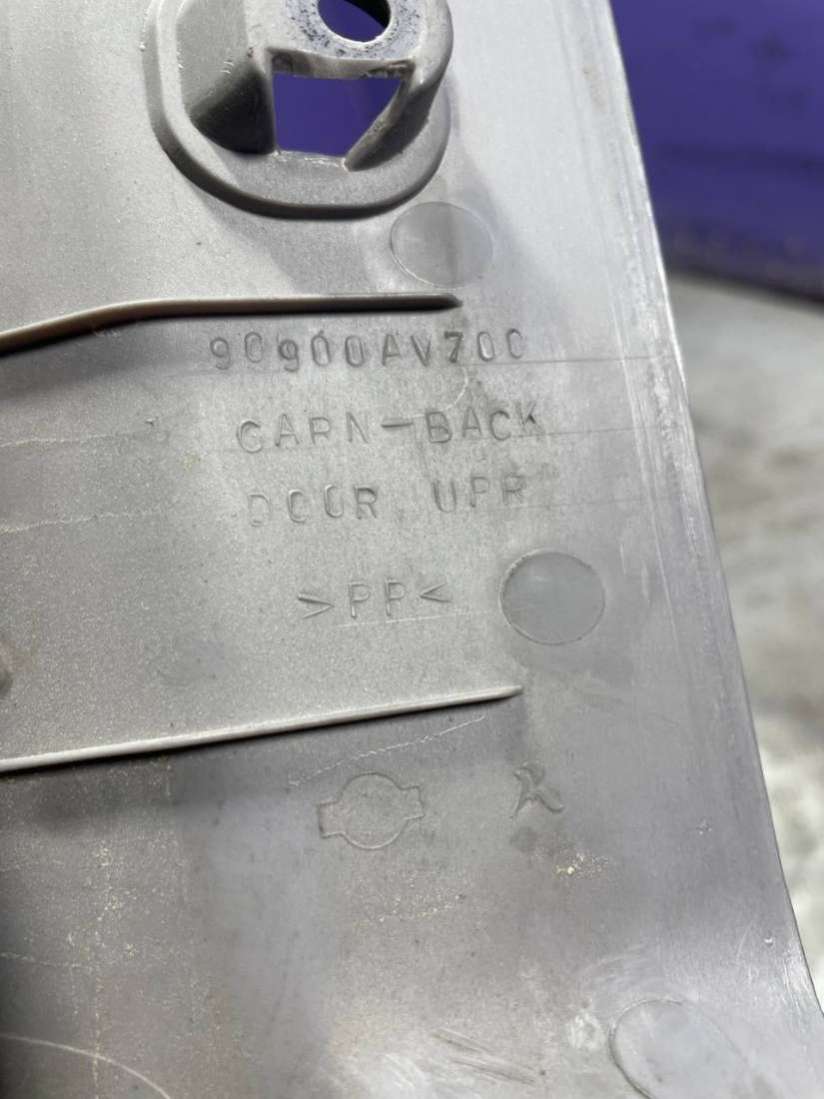 90900AV700
GARN-BACK
DOOR UPR
>PP<